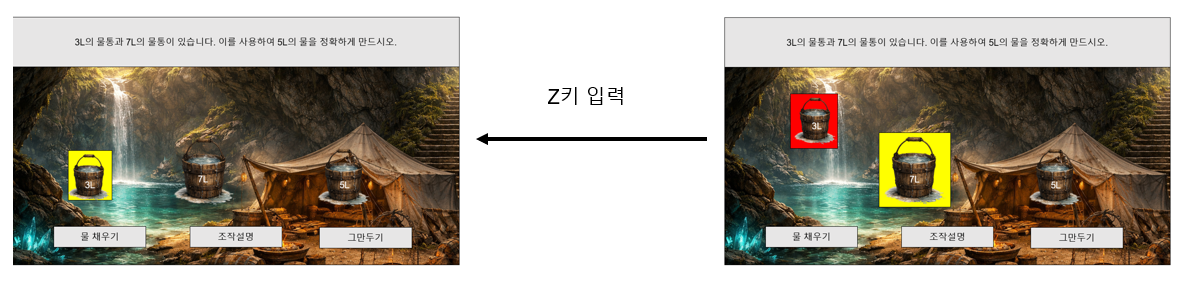 3L의 물통과 7L의 물통이 있습니다. 이를 사용하여 5L의 물을 정확하게 만드시오.
3L
7L
5L
물 채우기
조작설명
그만두기
Z키 입력
3L의 물통과 7L의 물통이 있습니다. 이를 사용하여 5L의 물을 정확하게 만드시오.
3L
7L
5L
물 채우기
조작설명
그만두기